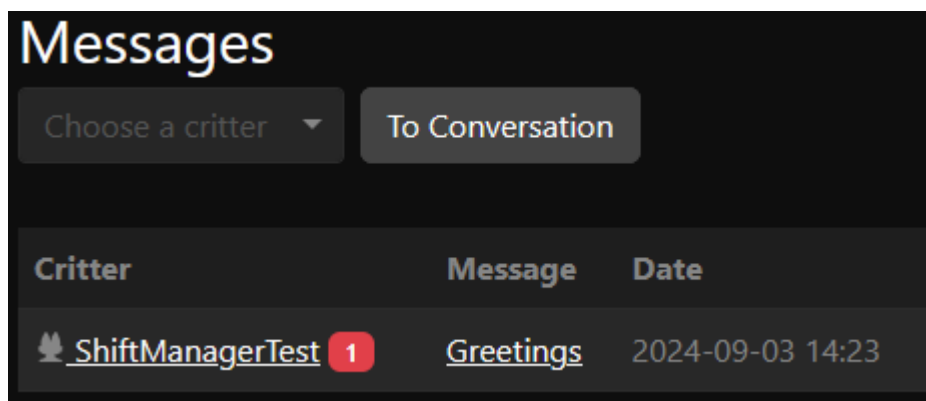 Messages
Choose a critter To Conversation
Critter Message Date
ShiftManagerTest 1 Greetings 2024-09-03 14:23